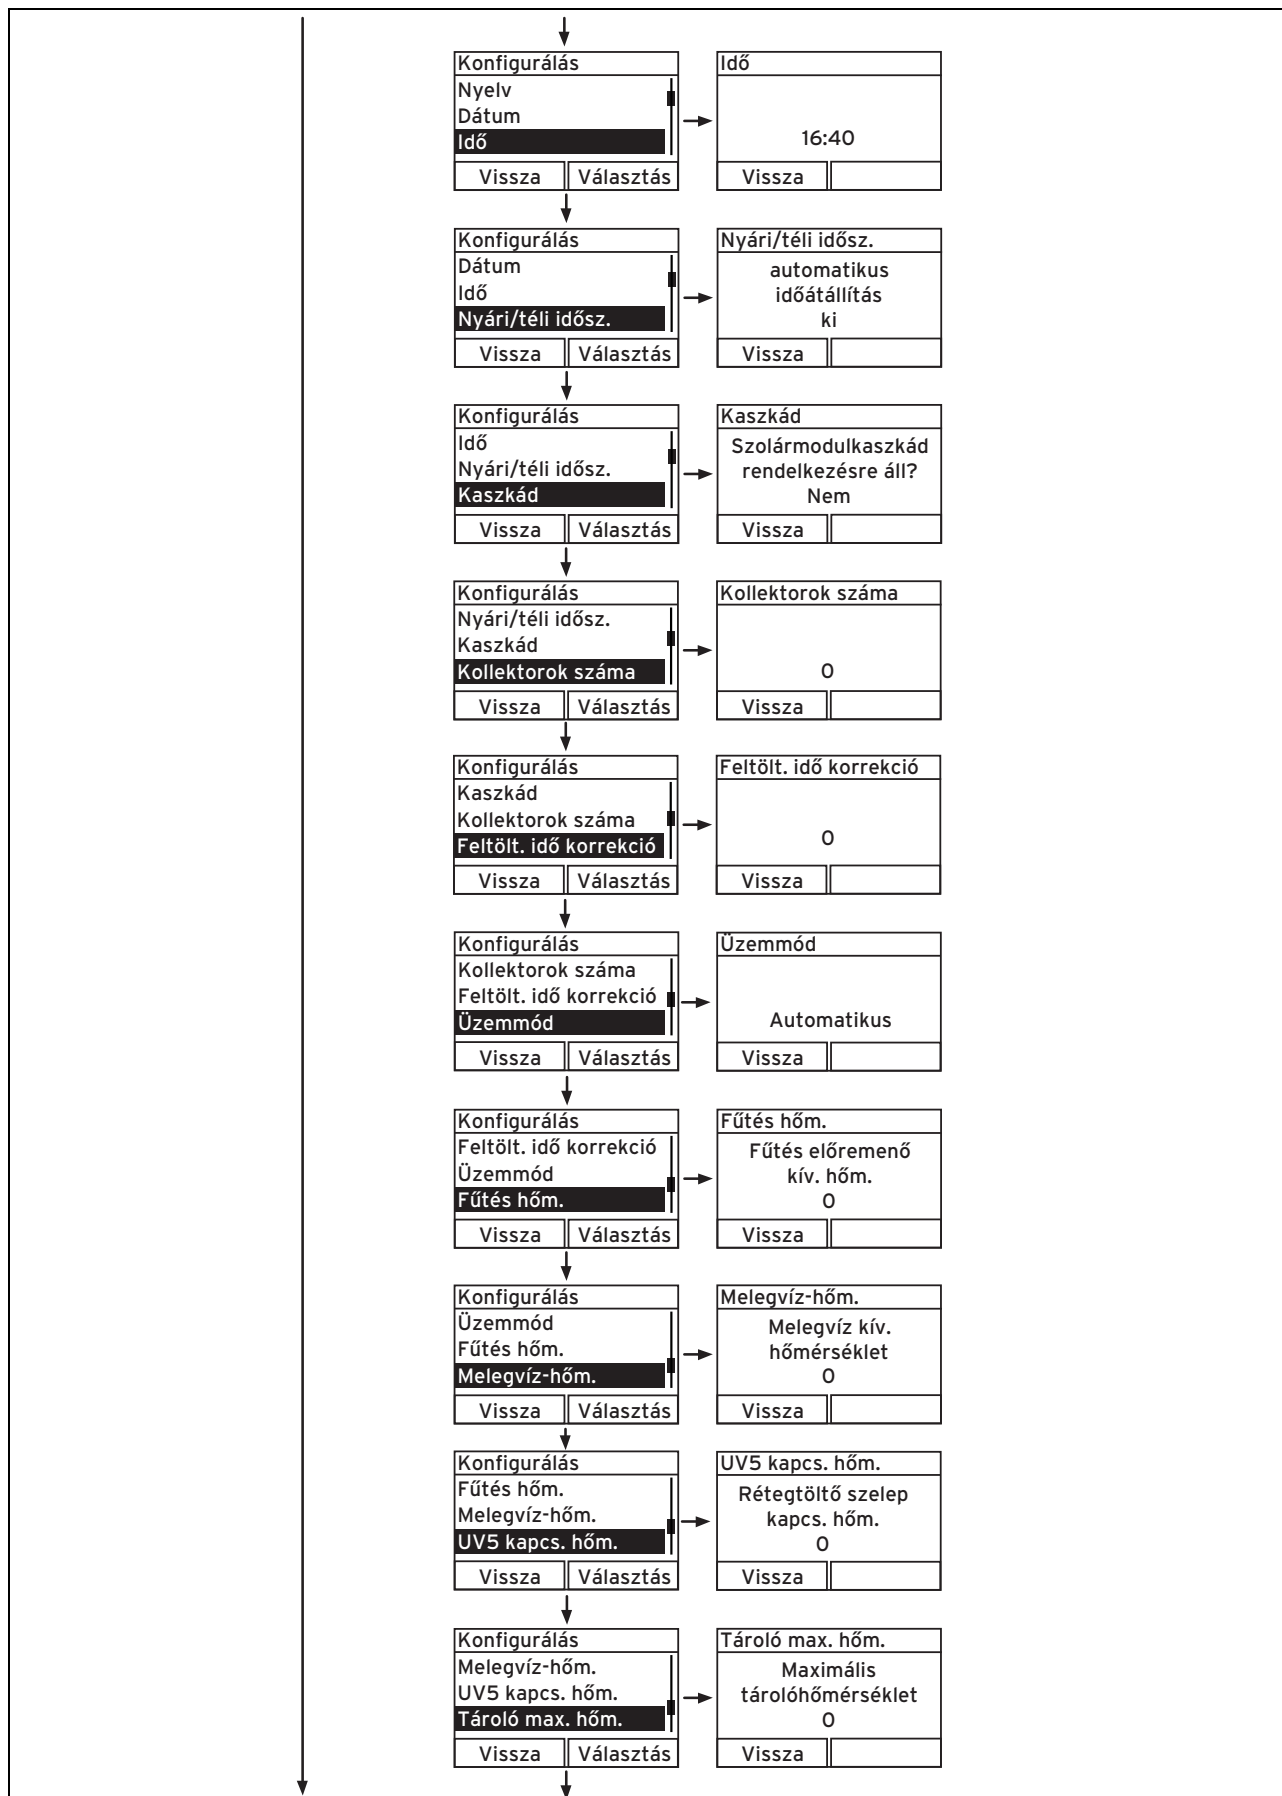 Konfigurálás
Nyelv
Dátum
Idő
Vissza Választás
Idő
16:40
Vissza
Konfigurálás
Dátum
Idő
Nyári/téli idősz.
Vissza Választás
Nyári/téli idősz.
automatikus
időátállítás
ki
Vissza
Konfigurálás
Idő
Nyári/téli idősz.
Kaszkád
Vissza Választás
Kaszkád
Szolármodulkaszkád
rendelkezésre áll?
Nem
Vissza
Konfigurálás
Nyári/téli idősz.
Kaszkád
Kollektorok száma
Vissza Választás
Kollektorok száma
0
Vissza
Konfigurálás
Kaszkád
Kollektorok száma
Feltölt. idő korrekció
Vissza Választás
Feltölt. idő korrekció
0
Vissza
Konfigurálás
Kollektorok száma
Feltölt. idő korrekció
Üzemmód
Vissza Választás
Üzemmód
Automatikus
Vissza
Konfigurálás
Feltölt. idő korrekció
Üzemmód
Fűtés hőm.
Vissza Választás
Fűtés hőm.
Fűtés előremenő
kív. hőm.
0
Vissza
Konfigurálás
Üzemmód
Fűtés hőm.
Melegvíz-hőm.
Vissza Választás
Melegvíz-hőm.
Melegvíz kív.
hőmérséklet
0
Vissza
Konfigurálás
Fűtés hőm.
Melegvíz-hőm.
UV5 kapcs. hőm.
Vissza Választás
UV5 kapcs. hőm.
Rétegtöltő szelep
kapcs. hőm.
0
Vissza
Konfigurálás
Melegvíz-hőm.
UV5 kapcs. hőm.
Tároló max. hőm.
Vissza Választás
Tároló max. hőm.
Maximális
tárolóhőmérséklet
0
Vissza